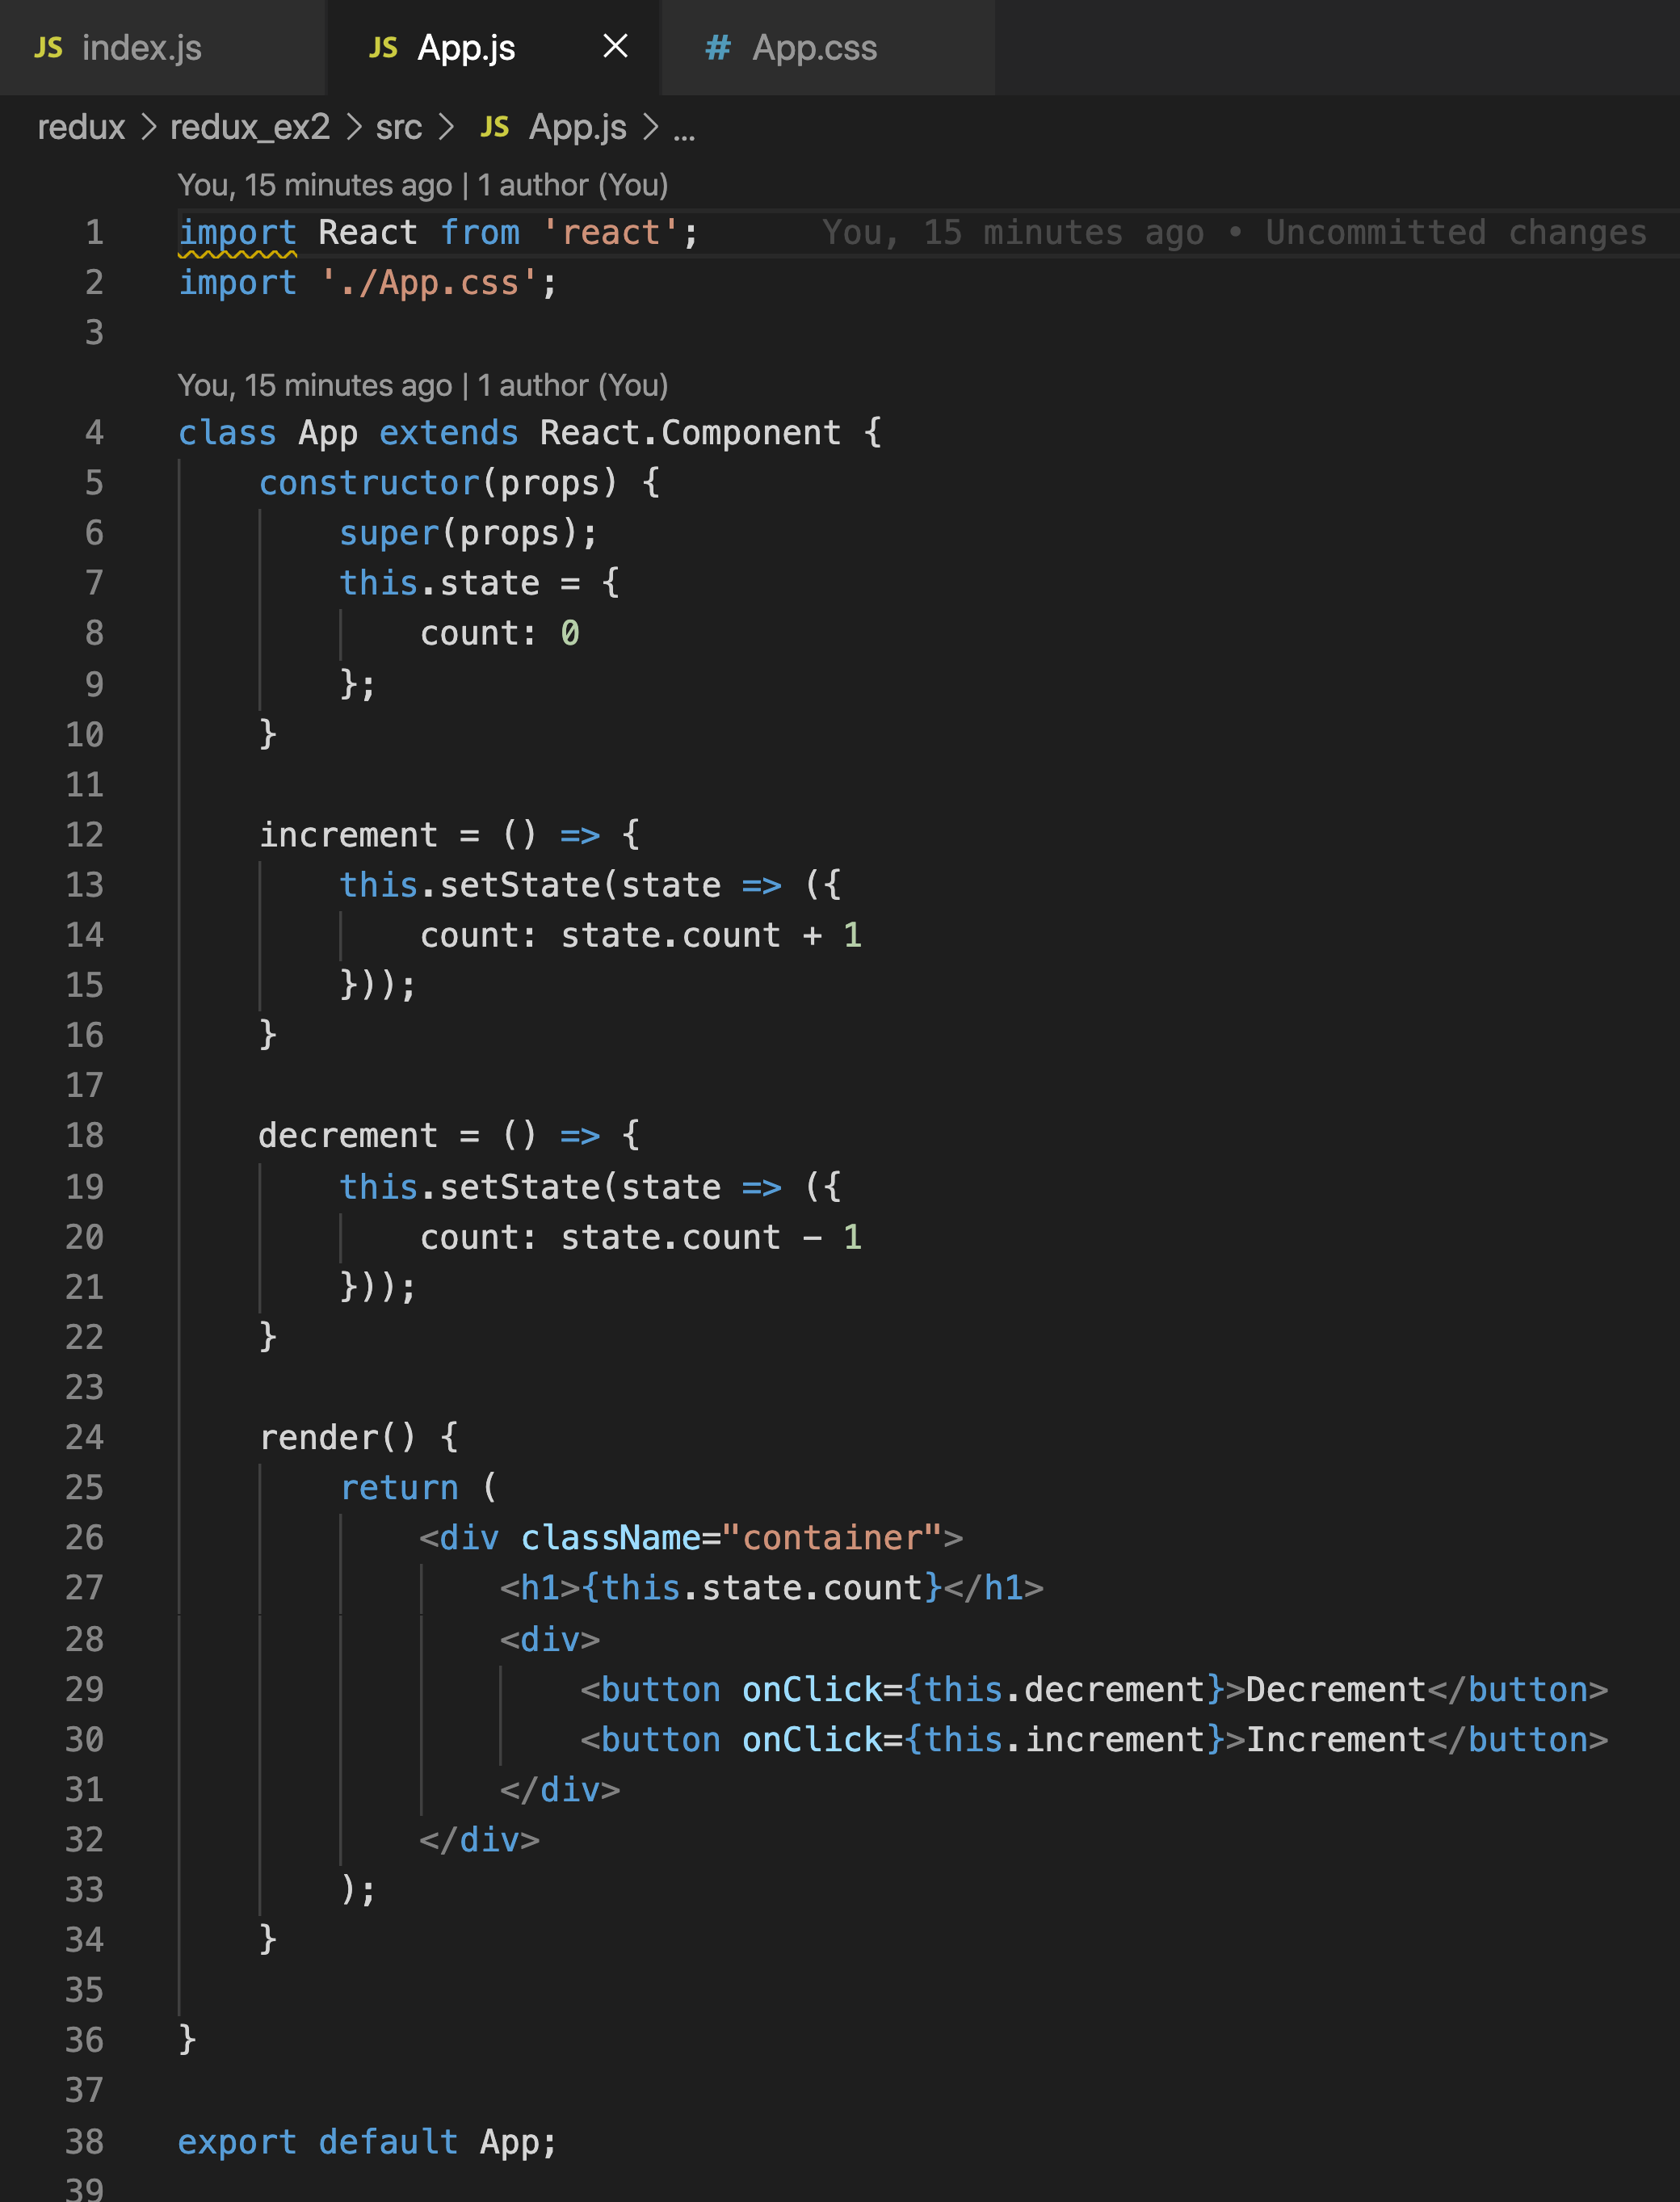 JS index.js JS App.js × # App.css
redux > redux_ex2 > src > JS App.js > ...
You, 15 minutes ago | 1 author (You)
1 import React from 'react'; You, 15 minutes ago • Uncommitted changes
2 import './App.css';
3
You, 15 minutes ago | 1 author (You)
4 class App extends React.Component {
5 constructor(props) {
6 super(props);
7 this.state = {
8 count: 0
9 };
10 }
11
12 increment = () => {
13 this.setState(state => ({
14 count: state.count + 1
15 }));
16 }
17
18 decrement = () => {
19 this.setState(state => ({
20 count: state.count - 1
21 }));
22 }
23
24 render() {
25 return (
26 <div className="container">
27 <h1>{this.state.count}</h1>
28 <div>
29 <button onClick={this.decrement}>Decrement</button>
30 <button onClick={this.increment}>Increment</button>
31 </div>
32 </div>
33 );
34 }
35
36 }
37
38 export default App;
39